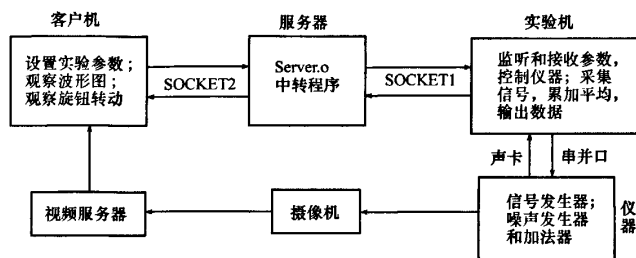 客户机
服务器
实验机
设置实验参数；
观察波形图；
观察旋钮转动
SOCKET2
Server.o
中转程序
SOCKET1
监听和接收参数，
控制仪器；采集
信号，累加平均，
输出数据
声卡
串并口
视频服务器
摄像机
信号发生器；
噪声发生器
和加法器
仪器